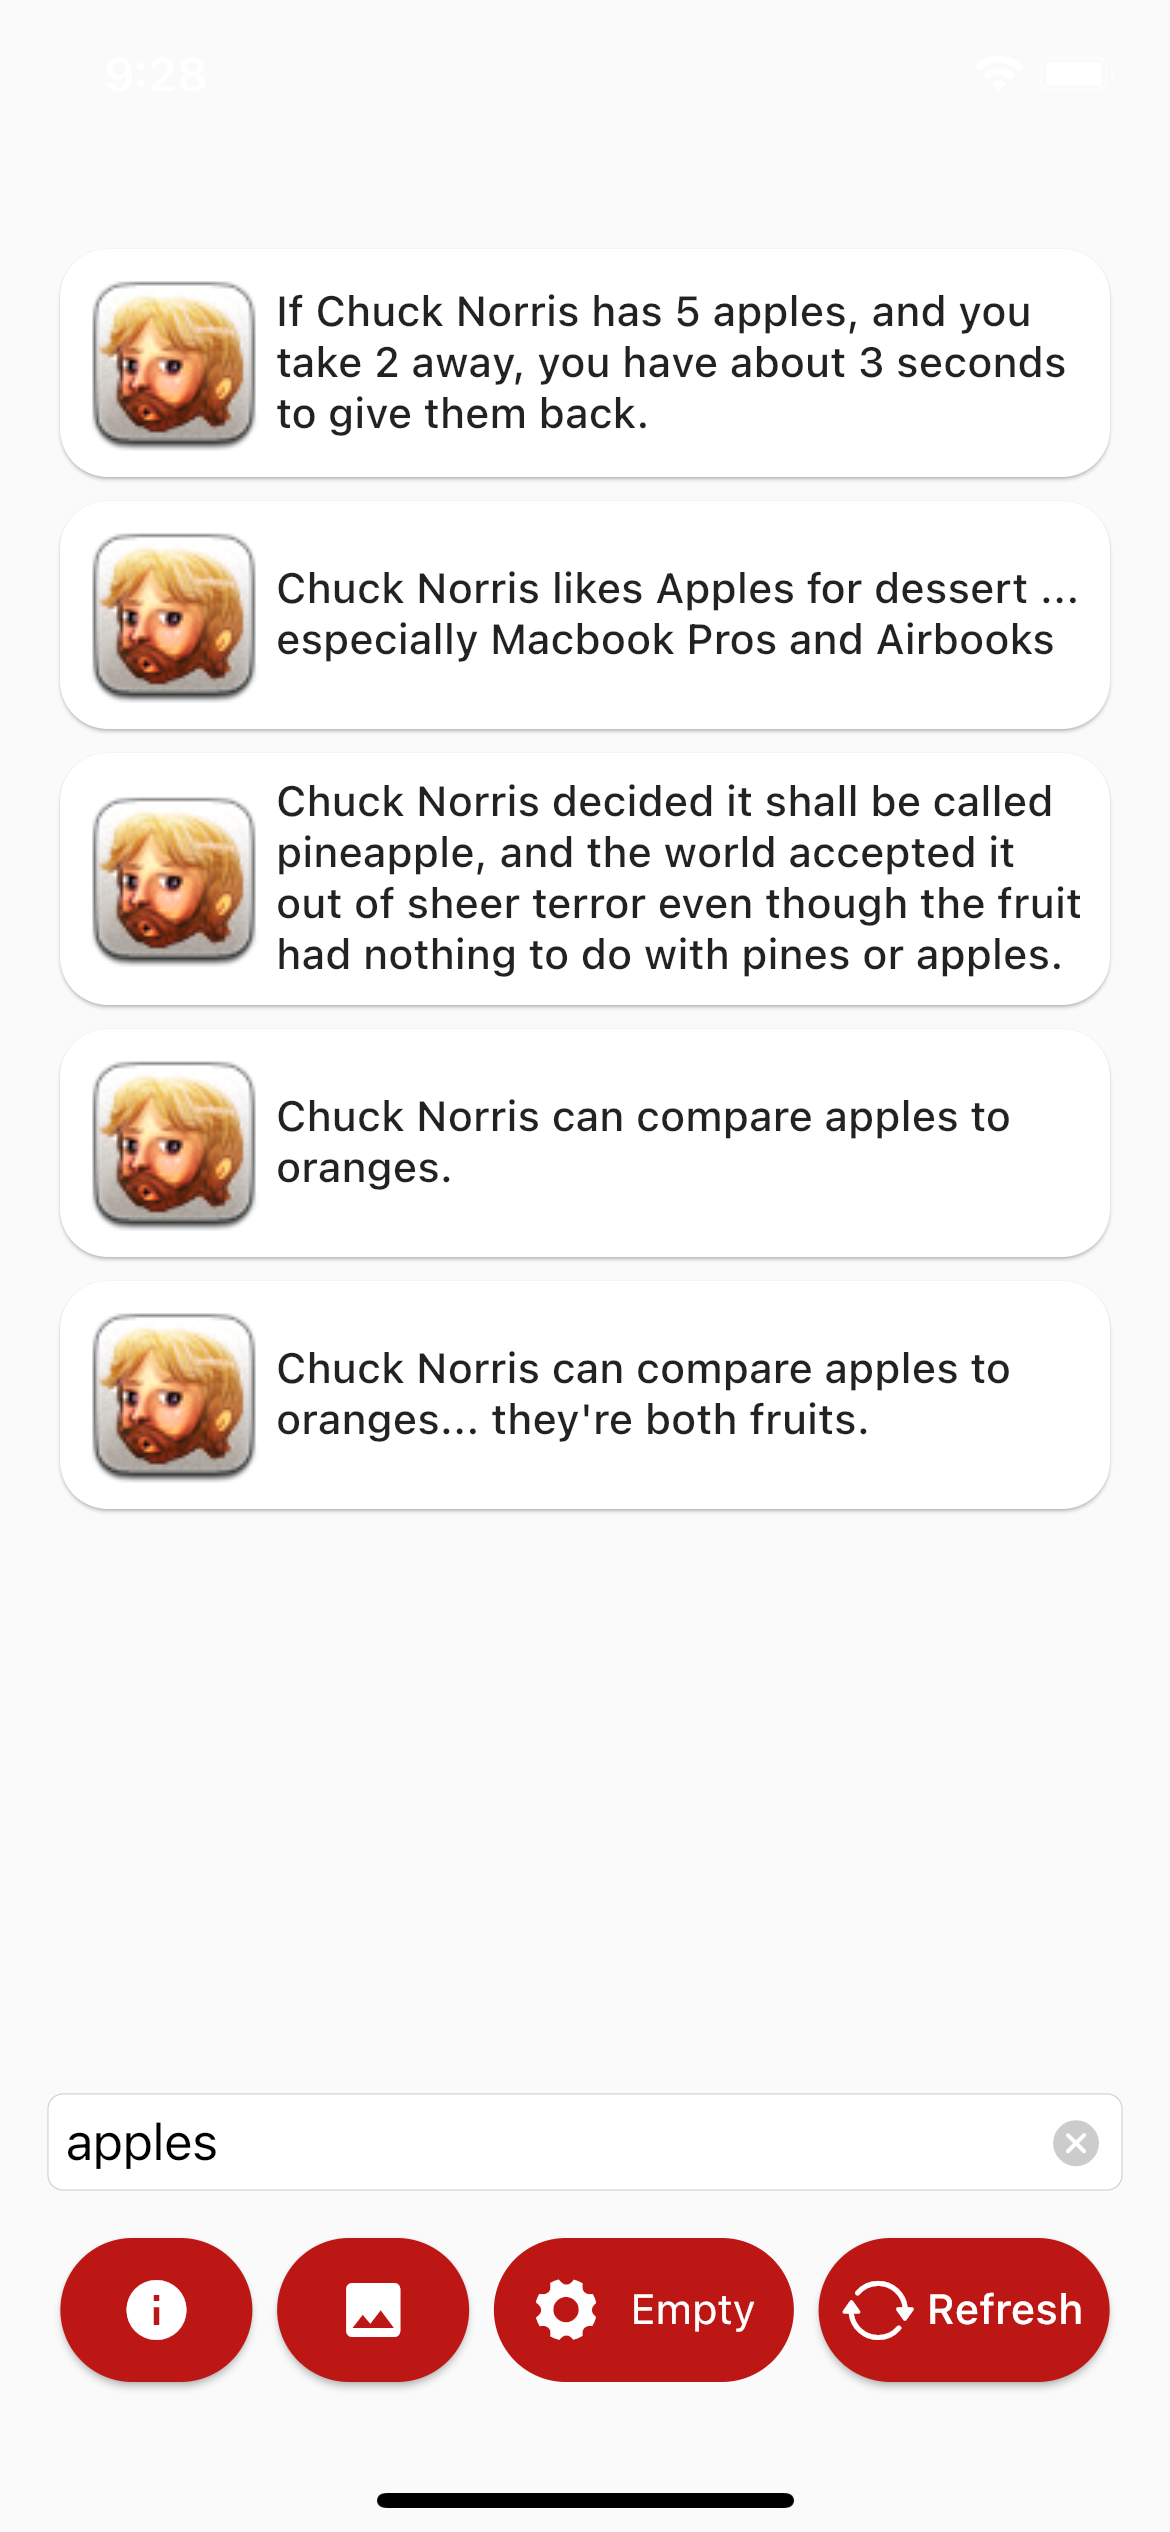 9:28
If Chuck Norris has 5 apples, and you
take 2 away, you have about 3 seconds
to give them back.
Chuck Norris likes Apples for dessert ...
especially Macbook Pros and Airbooks
Chuck Norris decided it shall be called
pineapple, and the world accepted it
out of sheer terror even though the fruit
had nothing to do with pines or apples.
Chuck Norris can compare apples to
oranges.
Chuck Norris can compare apples to
oranges... they're both fruits.
apples
Empty
Refresh